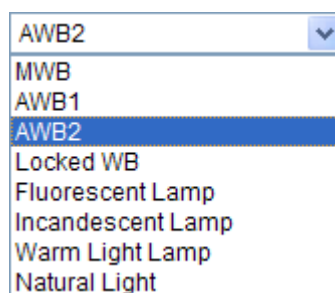 AWB2
MWB
AWB1
AWB2
Locked WB
Fluorescent Lamp
Incandescent Lamp
Warm Light Lamp
Natural Light